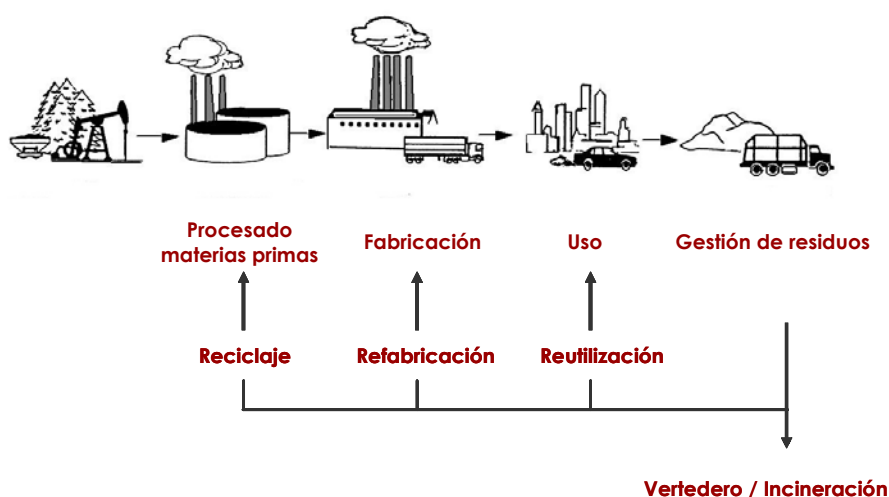 Procesado
materias primas
Fabricación
Uso
Gestión de residuos
Reciclaje
Refabricación
Reutilización
Vertedero / Incineración